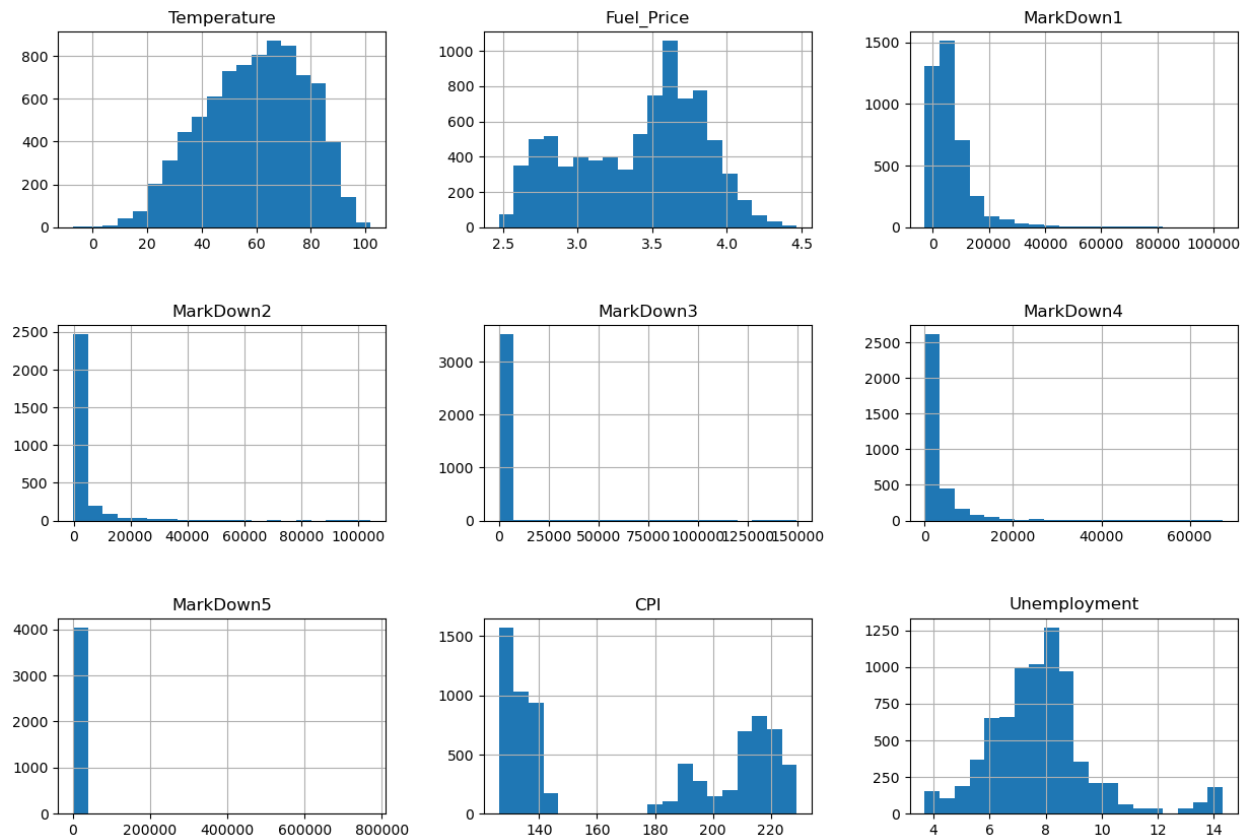 Temperature
800
600
400
200
0
0 20 40 60 80 100
Fuel_Price
1000
800
600
400
200
0
2.5 3.0 3.5 4.0 4.5
MarkDown1
1500
1000
500
0
0 20000 40000 60000 80000 100000
MarkDown2
2500
2000
1500
1000
500
0
0 20000 40000 60000 80000 100000
MarkDown3
3000
2000
1000
0
0 25000 50000 75000 100000 125000 150000
MarkDown4
2500
2000
1500
1000
500
0
0 20000 40000 60000
MarkDown5
4000
3000
2000
1000
0
0 200000 400000 600000 800000
CPI
1500
1000
500
0
140 160 180 200 220
Unemployment
1250
1000
750
500
250
0
4 6 8 10 12 14